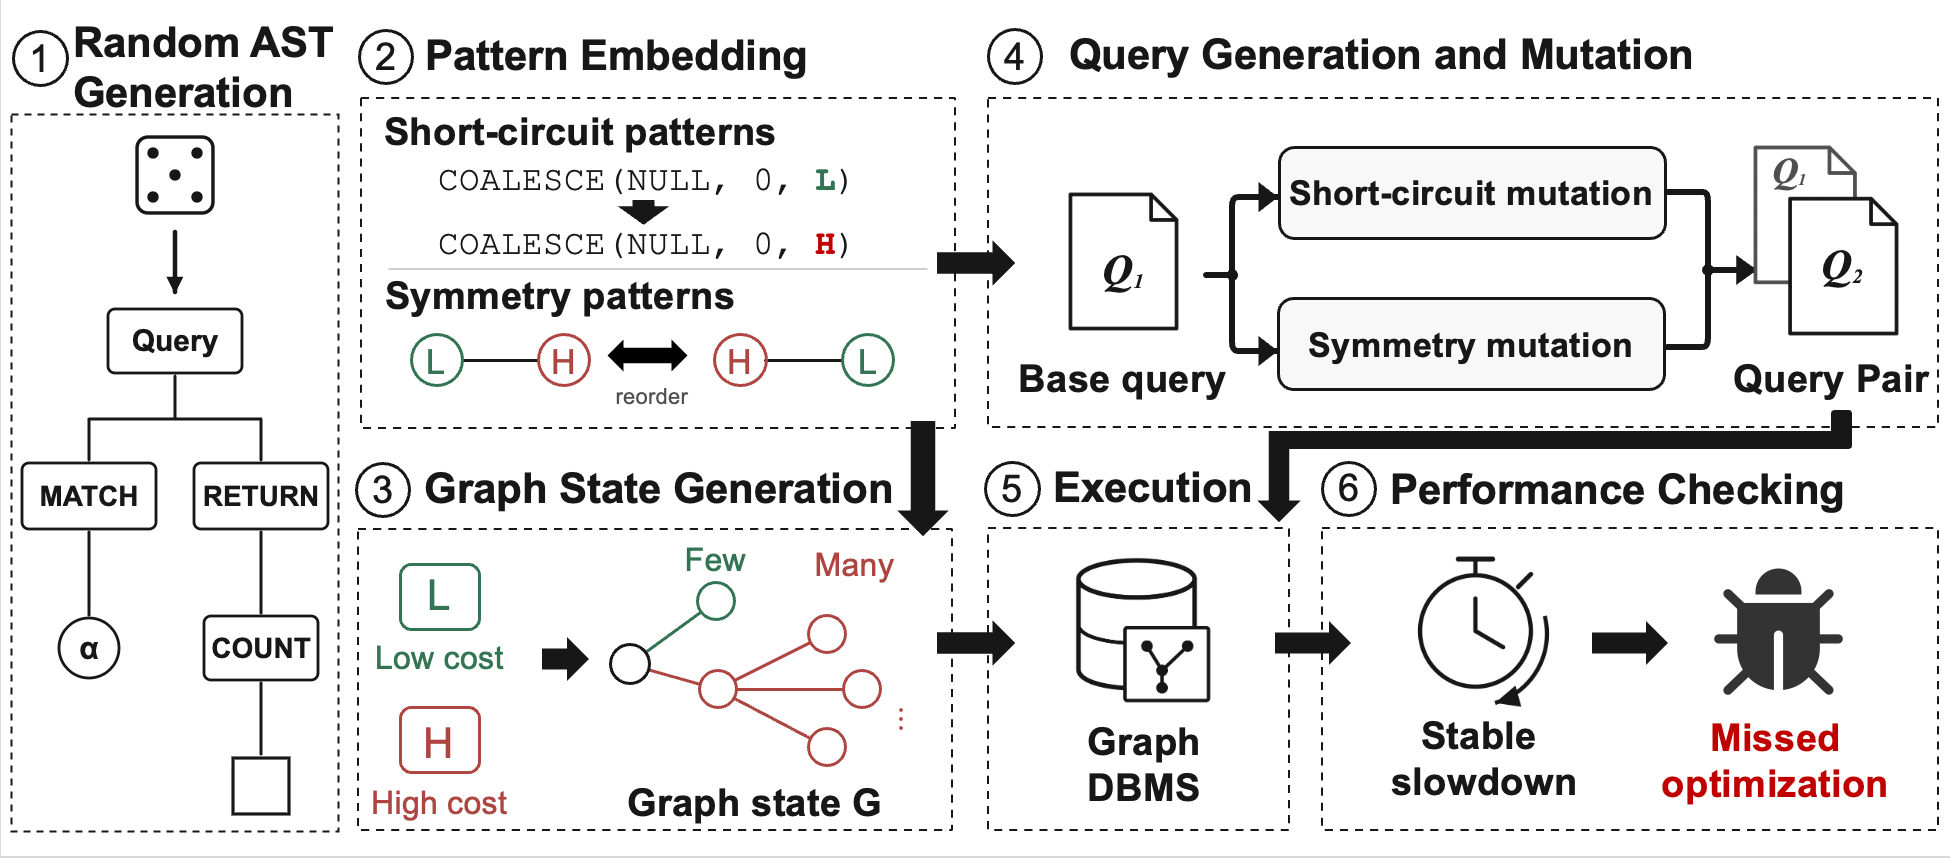 1 Random AST
Generation
Query
MATCH RETURN
α COUNT
2 Pattern Embedding
Short-circuit patterns
COALESCE(NULL, 0, L)
COALESCE(NULL, 0, H)
Symmetry patterns
L H H L
reorder
3 Graph State Generation
L
Low cost
H
High cost
Few
Many
Graph state G
4 Query Generation and Mutation
Q1
Base query
Short-circuit mutation
Symmetry mutation
Q1
Q2
Query Pair
5 Execution
Graph
DBMS
6 Performance Checking
Stable
slowdown
Missed
optimization